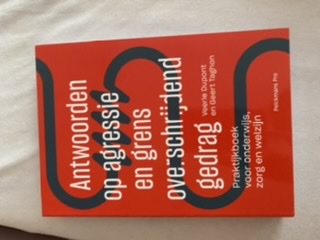 Antwoorden
op agressie
en grens
overschrijdend
gedrag
Veerle Dupont
en Geert Taghon
Praktijkboek
voor onderwijs,
zorg en welzijn
Pelckmans Pro